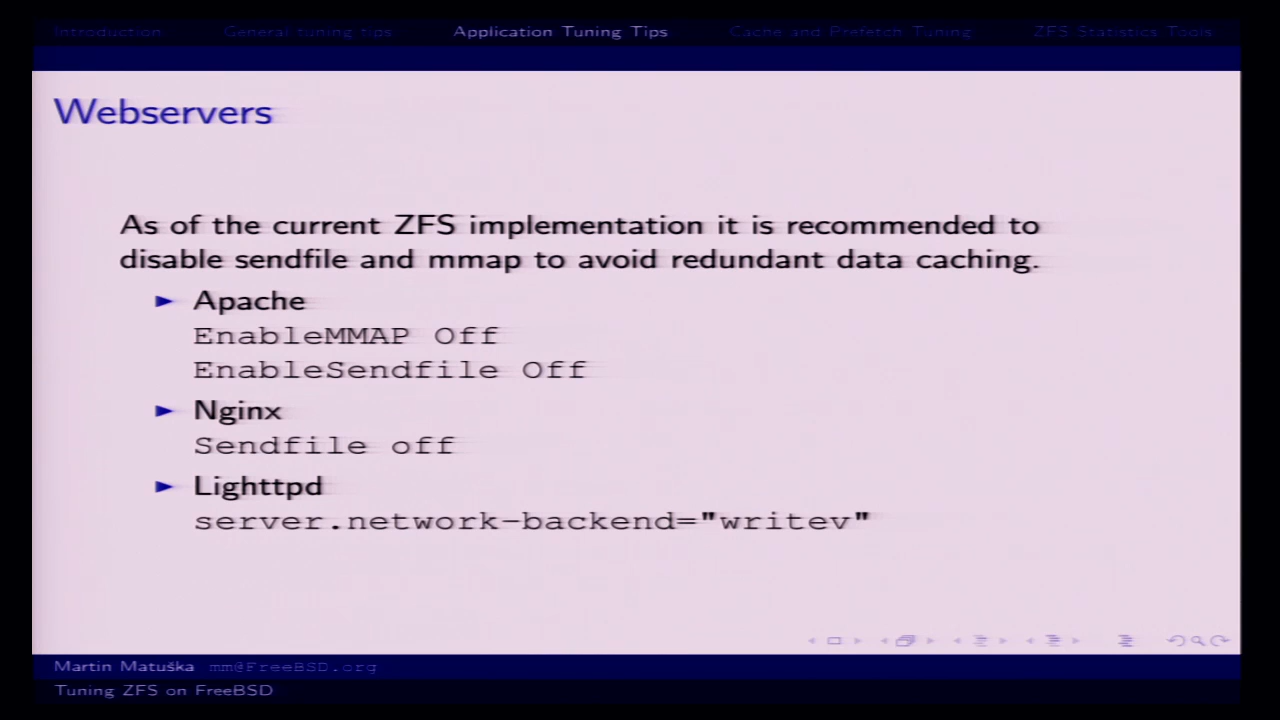 Introduction General tuning tips Application Tuning Tips Cache and Prefetch Tuning ZFS Statistics Tools
Webservers
As of the current ZFS implementation it is recommended to
disable sendfile and mmap to avoid redundant data caching.
Apache
EnableMMAP Off
EnableSendfile Off
Nginx
Sendfile off
Lighttpd
server.network-backend="writev"
Martin Matuška mm@FreeBSD.org
Tuning ZFS on FreeBSD